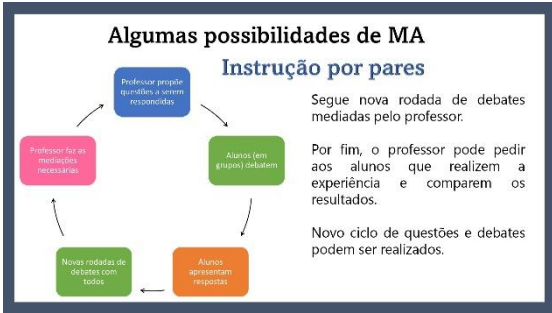 Algumas possibilidades de MA
Instrução por pares
Professor propõe
questões a serem
respondidas
Alunos (em
grupos) debatem
Alunos
apresentam
respostas
Novas rodadas de
debates com
todos
Professor faz as
mediações
necessárias
Segue nova rodada de debates
mediadas pelo professor.
Por fim, o professor pode pedir
aos alunos que realizem a
experiência e comparem os
resultados.
Novo ciclo de questões e debates
podem ser realizados.